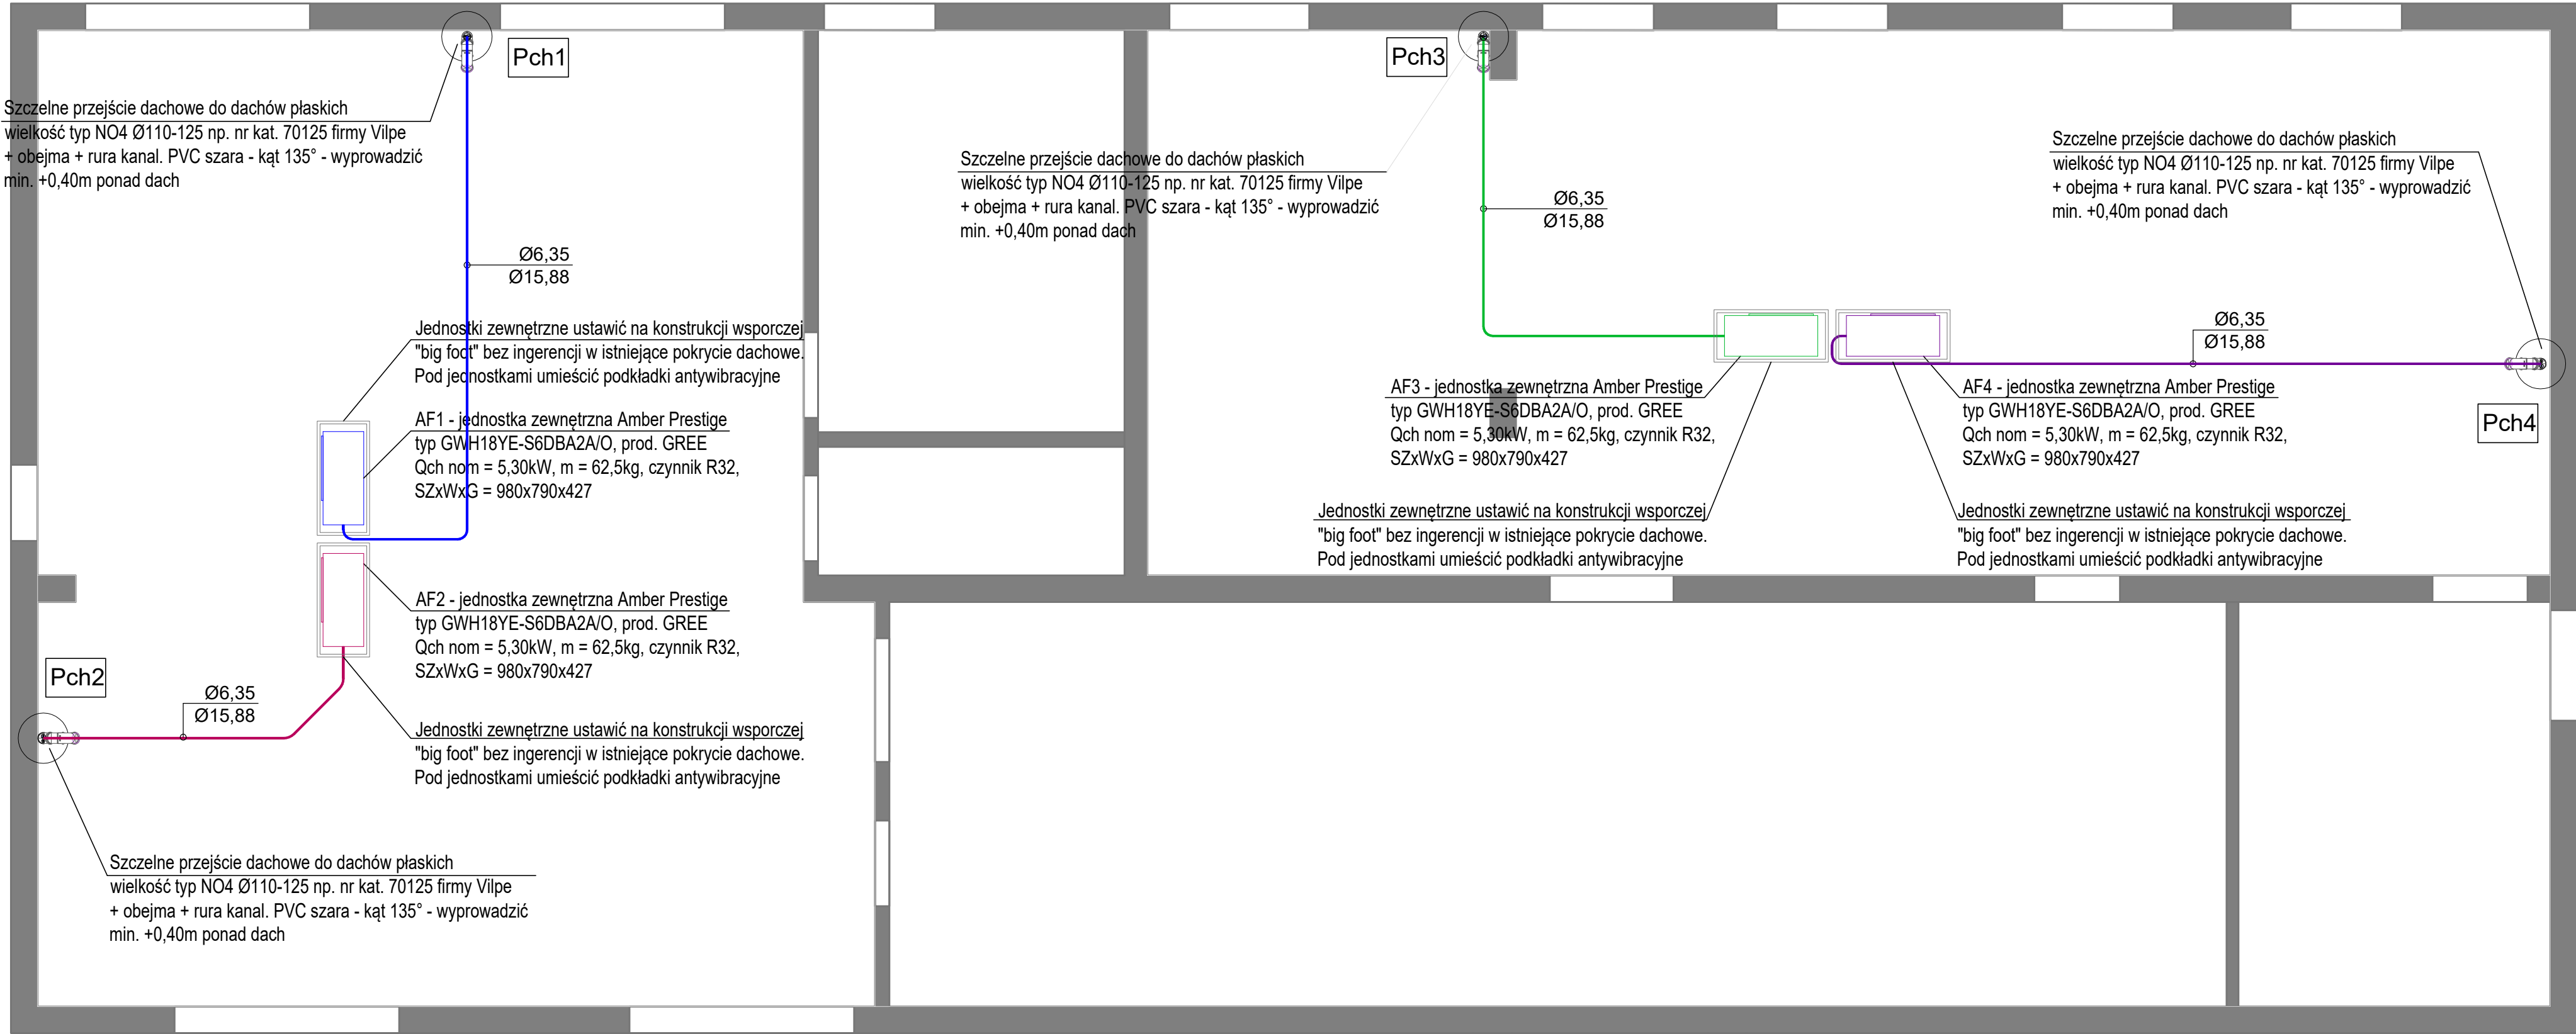 Pch1
Szczelne przejście dachowe do dachów płaskich
wielkość typ NO4 Ø110-125 np. nr kat. 70125 firmy Vilpe
+ obejma + rura kanal. PVC szara - kąt 135° - wyprowadzić
min. +0,40m ponad dach
Ø6,35
Ø15,88
Jednostki zewnętrzne ustawić na konstrukcji wsporczej
"big foot" bez ingerencji w istniejące pokrycie dachowe.
Pod jednostkami umieścić podkładki antywibracyjne
AF1 - jednostka zewnętrzna Amber Prestige
typ GWH18YE-S6DBA2A/O, prod. GREE
Qch nom = 5,30kW, m = 62,5kg, czynnik R32,
SZxWxG = 980x790x427
AF2 - jednostka zewnętrzna Amber Prestige
typ GWH18YE-S6DBA2A/O, prod. GREE
Qch nom = 5,30kW, m = 62,5kg, czynnik R32,
SZxWxG = 980x790x427
Pch2
Ø6,35
Ø15,88
Jednostki zewnętrzne ustawić na konstrukcji wsporczej
"big foot" bez ingerencji w istniejące pokrycie dachowe.
Pod jednostkami umieścić podkładki antywibracyjne
Szczelne przejście dachowe do dachów płaskich
wielkość typ NO4 Ø110-125 np. nr kat. 70125 firmy Vilpe
+ obejma + rura kanal. PVC szara - kąt 135° - wyprowadzić
min. +0,40m ponad dach
Pch3
Szczelne przejście dachowe do dachów płaskich
wielkość typ NO4 Ø110-125 np. nr kat. 70125 firmy Vilpe
+ obejma + rura kanal. PVC szara - kąt 135° - wyprowadzić
min. +0,40m ponad dach
Ø6,35
Ø15,88
AF3 - jednostka zewnętrzna Amber Prestige
typ GWH18YE-S6DBA2A/O, prod. GREE
Qch nom = 5,30kW, m = 62,5kg, czynnik R32,
SZxWxG = 980x790x427
Jednostki zewnętrzne ustawić na konstrukcji wsporczej
"big foot" bez ingerencji w istniejące pokrycie dachowe.
Pod jednostkami umieścić podkładki antywibracyjne
Szczelne przejście dachowe do dachów płaskich
wielkość typ NO4 Ø110-125 np. nr kat. 70125 firmy Vilpe
+ obejma + rura kanal. PVC szara - kąt 135° - wyprowadzić
min. +0,40m ponad dach
Ø6,35
Ø15,88
AF4 - jednostka zewnętrzna Amber Prestige
typ GWH18YE-S6DBA2A/O, prod. GREE
Qch nom = 5,30kW, m = 62,5kg, czynnik R32,
SZxWxG = 980x790x427
Pch4
Jednostki zewnętrzne ustawić na konstrukcji wsporczej
"big foot" bez ingerencji w istniejące pokrycie dachowe.
Pod jednostkami umieścić podkładki antywibracyjne